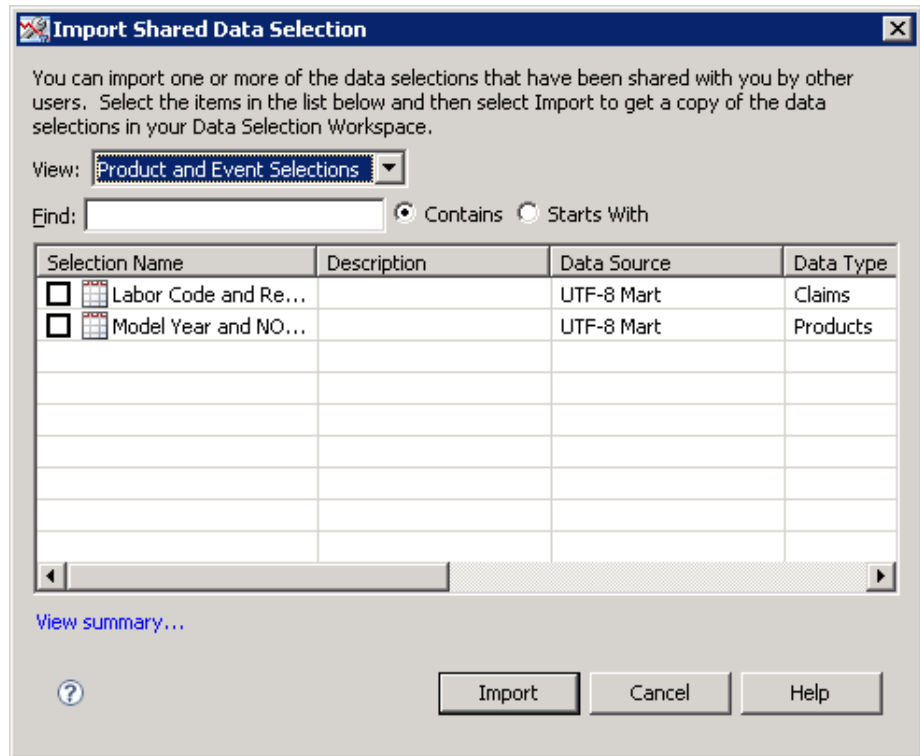 Import Shared Data Selection
You can import one or more of the data selections that have been shared with you by other
users.  Select the items in the list below and then select Import to get a copy of the data
selections in your Data Selection Workspace.
View: Product and Event Selections
Find: Contains Starts With
Selection Name Description Data Source Data Type
Labor Code and Re... UTF-8 Mart Claims
Model Year and NO... UTF-8 Mart Products
View summary...
? Import Cancel Help